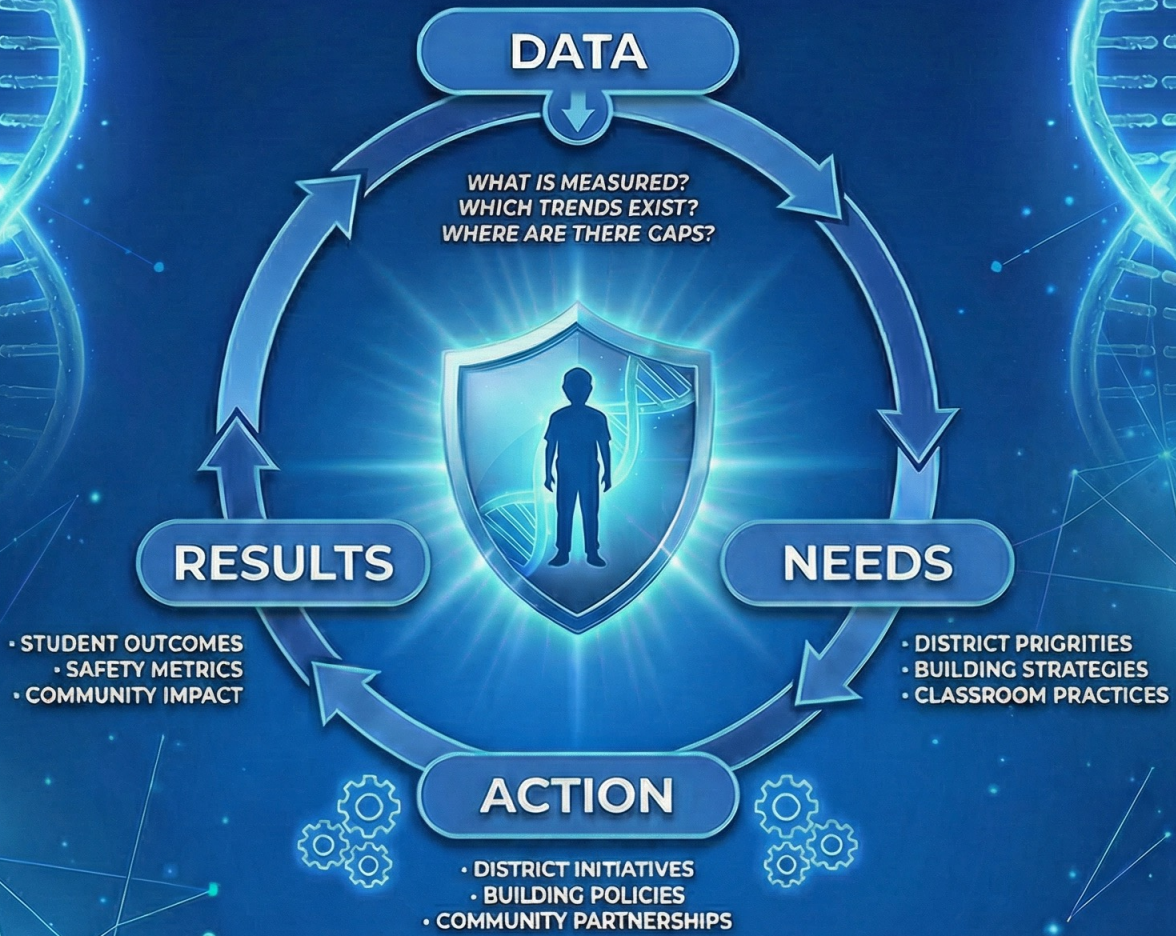 DATA
WHAT IS MEASURED?
WHICH TRENDS EXIST?
WHERE ARE THERE CAPS?
RESULTS
• STUDENT OUTCOMES
• SAFETY METRICS
• COMMUNITY IMPACT
NEEDS
• DISTRICT PRIGRITIES
• BUILDING STRATEGIES
• CLASSROOM PRACTICES
ACTION
• DISTRICT INITIATIVES
• BUILDING POLICIES
• COMMUNITY PARTNERSHIPS